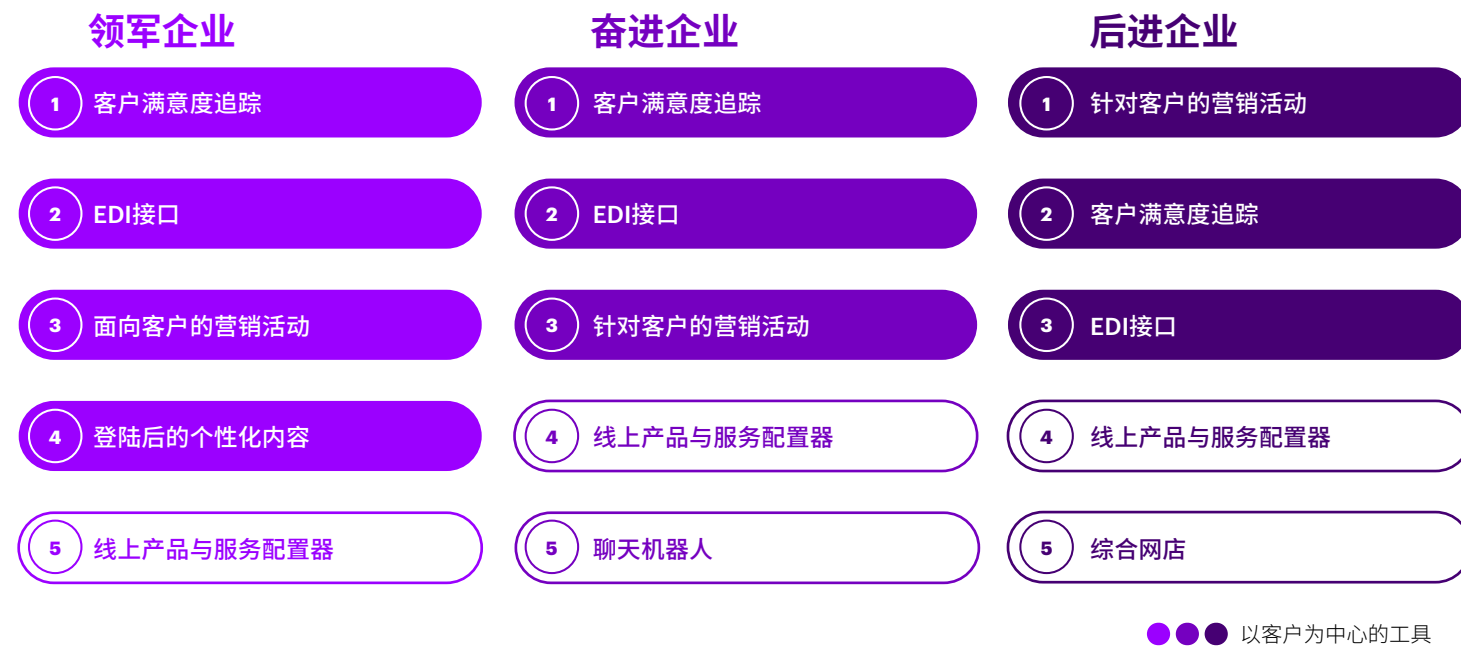 领军企业
1 客户满意度追踪
2 EDI接口
3 面向客户的营销活动
4 登陆后的个性化内容
5 线上产品与服务配置器
奋进企业
1 客户满意度追踪
2 EDI接口
3 针对客户的营销活动
4 线上产品与服务配置器
5 聊天机器人
后进企业
1 针对客户的营销活动
2 客户满意度追踪
3 EDI接口
4 线上产品与服务配置器
5 综合网店
以客户为中心的工具